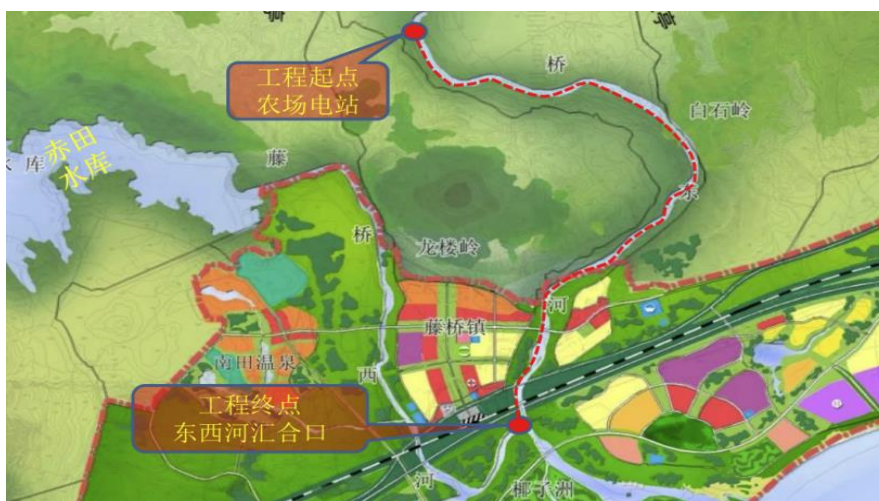 工程起点
农场电站
桥
白石岭
赤田
水库
库
藤
东
桥
龙楼岭
河
藤桥镇
南田温泉
西
工程终点
东西河汇合口
河
椰子洲